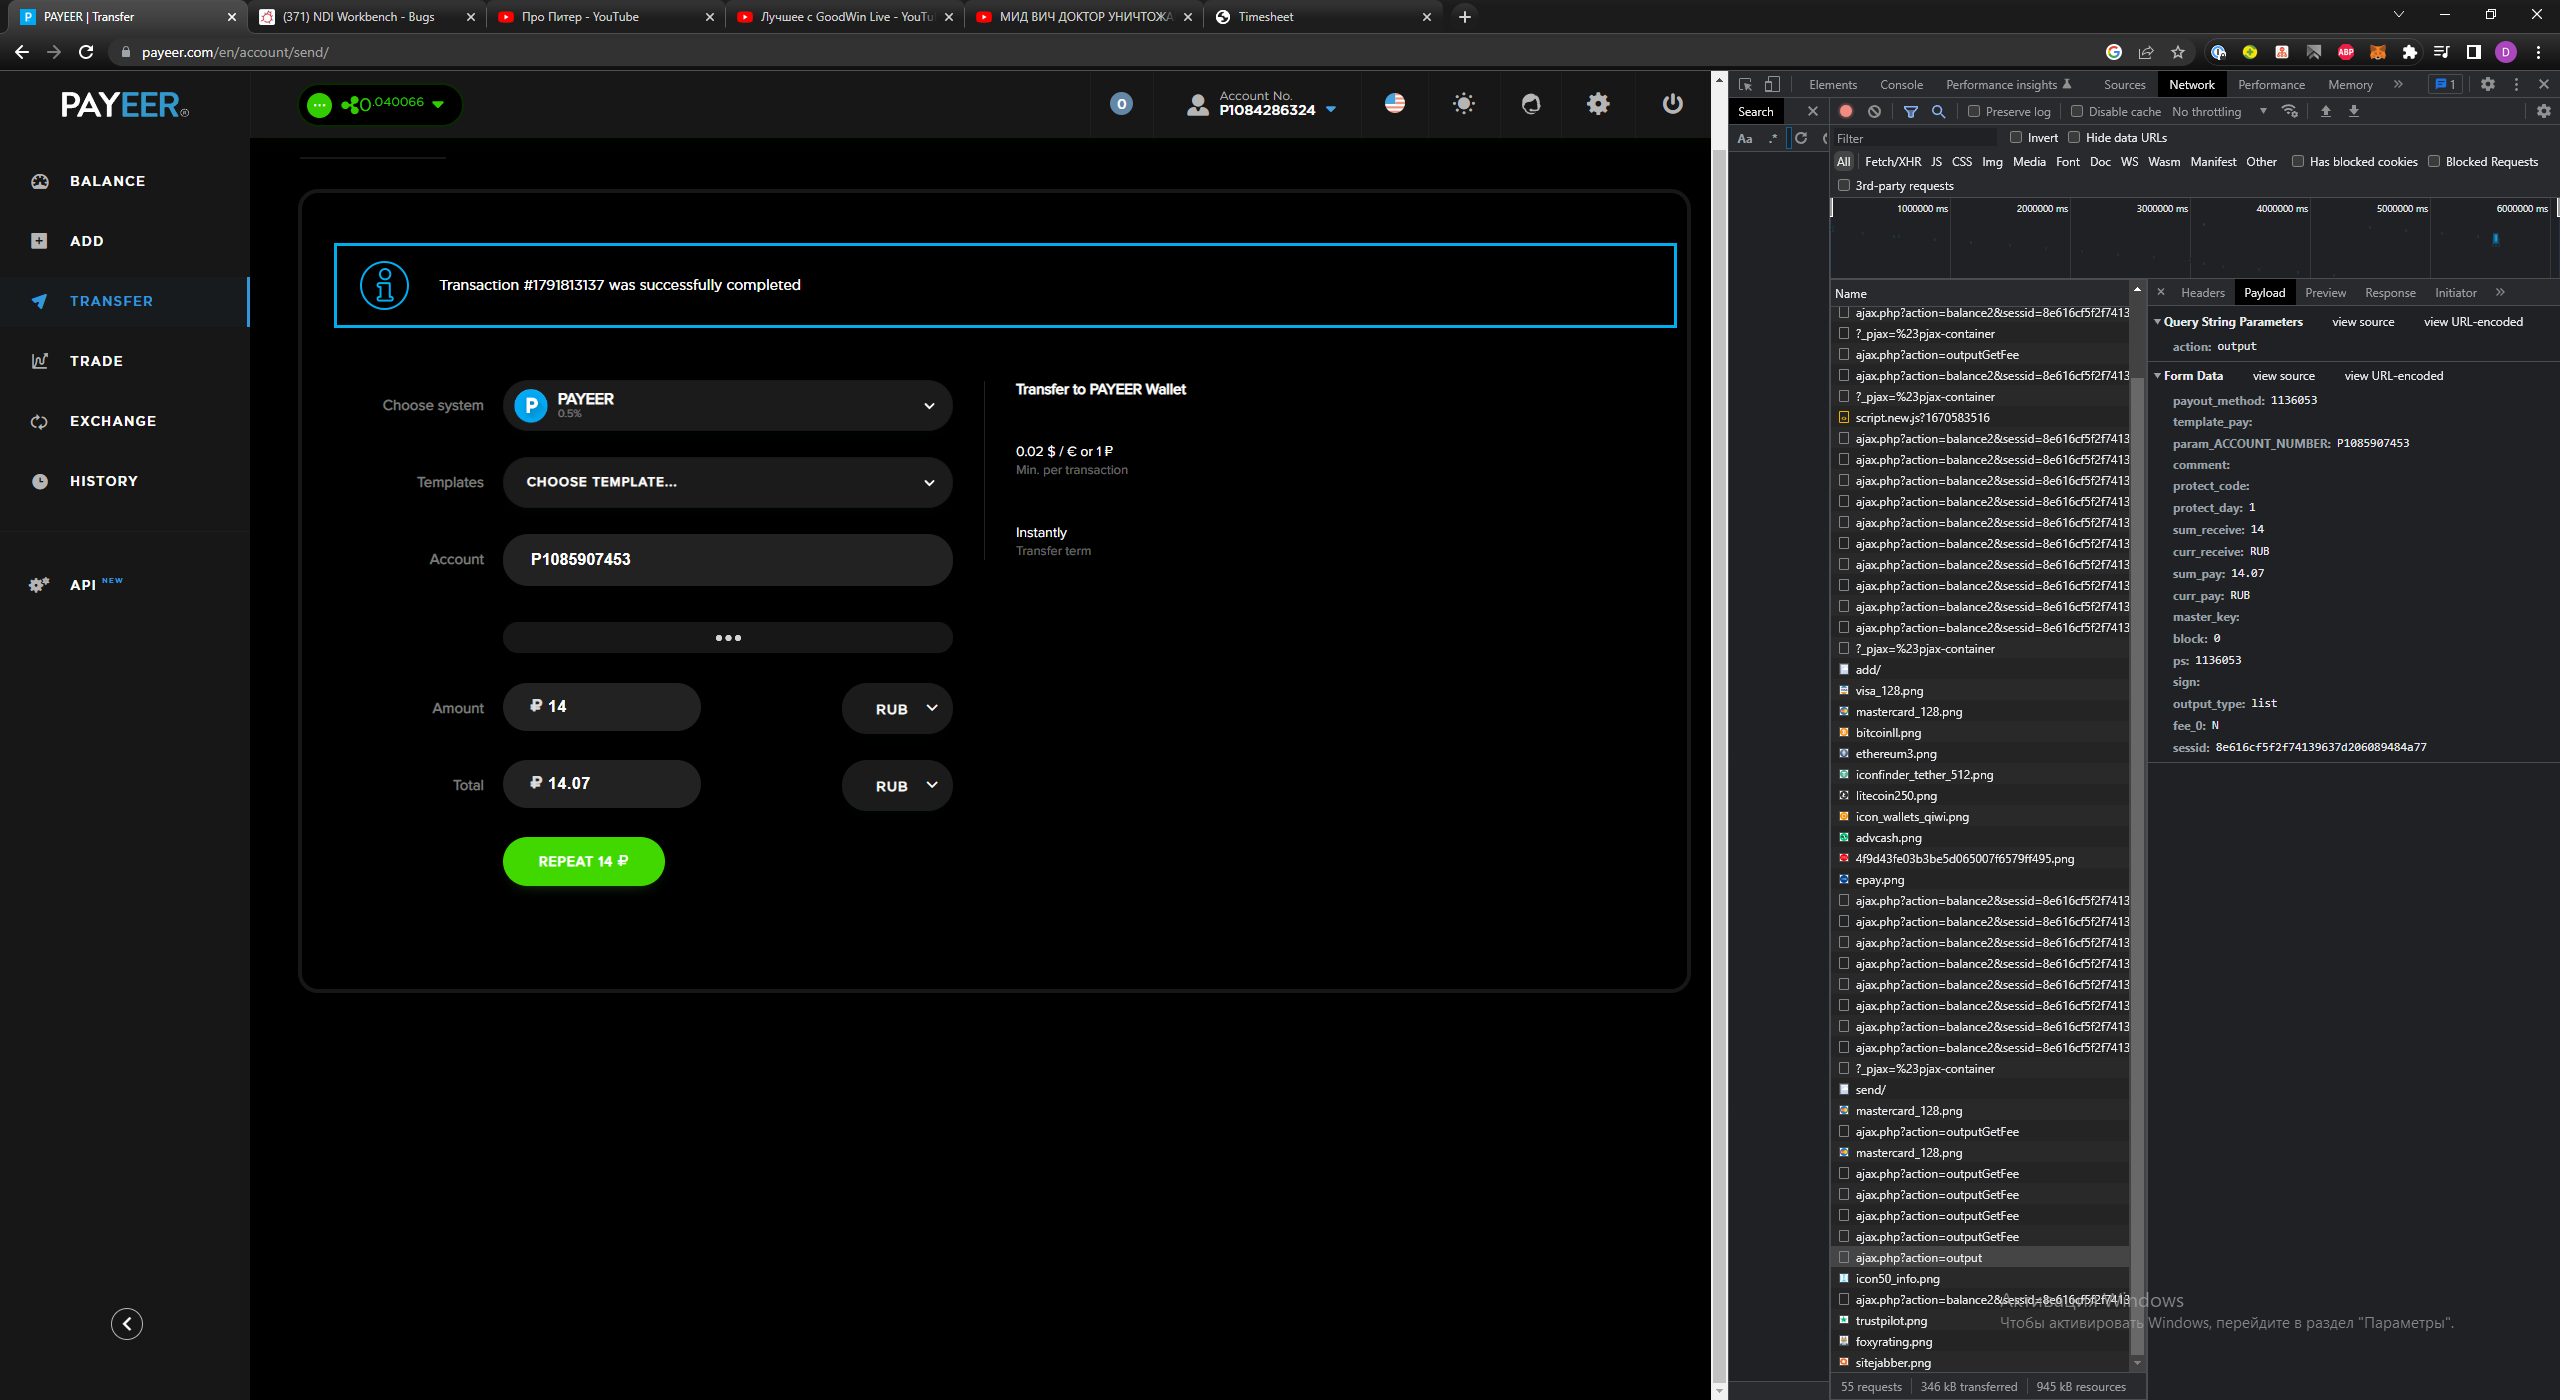 PAYEER | Transfer
(371) NDI Workbench - Bugs
Про Питер - YouTube
Лучшее с GoodWin Live - YouTu
МИД ВИЧ ДОКТОР УНИЧТОЖА
Timesheet
payeer.com/en/account/send/
D
ABP
PAYEER®
0.040066
0
Account No.
P1084286324
BALANCE
ADD
TRANSFER
TRADE
EXCHANGE
HISTORY
API NEW
Transaction #1791813137 was successfully completed
Choose system
PAYEER
0.5%
Templates
CHOOSE TEMPLATE...
Account
P1085907453
Amount
₽ 14
RUB
Total
₽ 14.07
RUB
REPEAT 14 ₽
Transfer to PAYEER Wallet
0.02 $ / € or 1 ₽
Min. per transaction
Instantly
Transfer term
Elements
Console
Performance insights
Sources
Network
Performance
Memory
1
Search
Preserve log
Disable cache
No throttling
Aa
.*
Filter
Invert
Hide data URLs
All
Fetch/XHR
JS
CSS
Img
Media
Font
Doc
WS
Wasm
Manifest
Other
Has blocked cookies
Blocked Requests
3rd-party requests
1000000 ms
2000000 ms
3000000 ms
4000000 ms
5000000 ms
6000000 ms
Name
ajax.php?action=balance2&sessid=8e616cf5f2f7413
?_pjax=%23pjax-container
ajax.php?action=outputGetFee
ajax.php?action=balance2&sessid=8e616cf5f2f7413
?_pjax=%23pjax-container
script.new.js?1670583516
ajax.php?action=balance2&sessid=8e616cf5f2f7413
ajax.php?action=balance2&sessid=8e616cf5f2f7413
ajax.php?action=balance2&sessid=8e616cf5f2f7413
ajax.php?action=balance2&sessid=8e616cf5f2f7413
ajax.php?action=balance2&sessid=8e616cf5f2f7413
ajax.php?action=balance2&sessid=8e616cf5f2f7413
ajax.php?action=balance2&sessid=8e616cf5f2f7413
ajax.php?action=balance2&sessid=8e616cf5f2f7413
ajax.php?action=balance2&sessid=8e616cf5f2f7413
ajax.php?action=balance2&sessid=8e616cf5f2f7413
?_pjax=%23pjax-container
add/
visa_128.png
mastercard_128.png
bitcoinll.png
ethereum3.png
iconfinder_tether_512.png
litecoin250.png
icon_wallets_qiwi.png
advcash.png
4f9d43fe03b3be5d065007f6579ff495.png
epay.png
ajax.php?action=balance2&sessid=8e616cf5f2f7413
ajax.php?action=balance2&sessid=8e616cf5f2f7413
ajax.php?action=balance2&sessid=8e616cf5f2f7413
ajax.php?action=balance2&sessid=8e616cf5f2f7413
ajax.php?action=balance2&sessid=8e616cf5f2f7413
ajax.php?action=balance2&sessid=8e616cf5f2f7413
ajax.php?action=balance2&sessid=8e616cf5f2f7413
ajax.php?action=balance2&sessid=8e616cf5f2f7413
?_pjax=%23pjax-container
send/
mastercard_128.png
ajax.php?action=outputGetFee
mastercard_128.png
ajax.php?action=outputGetFee
ajax.php?action=outputGetFee
ajax.php?action=outputGetFee
ajax.php?action=outputGetFee
ajax.php?action=output
icon50_info.png
ajax.php?action=balance2&sessid=8e616cf5f2f7413
trustpilot.png
foxyrating.png
sitejabber.png
55 requests
346 kB transferred
945 kB resources
Headers
Payload
Preview
Response
Initiator
Query String Parameters
view source
view URL-encoded
action: output
Form Data
view source
view URL-encoded
payout_method: 1136053
template_pay:
param_ACCOUNT_NUMBER: P1085907453
comment:
protect_code:
protect_day: 1
sum_receive: 14
curr_receive: RUB
sum_pay: 14.07
curr_pay: RUB
master_key:
block: 0
ps: 1136053
sign:
output_type: list
fee_0: N
sessid: 8e616cf5f2f74139637d206089484a77
Активация Windows
Чтобы активировать Windows, перейдите в раздел "Параметры".